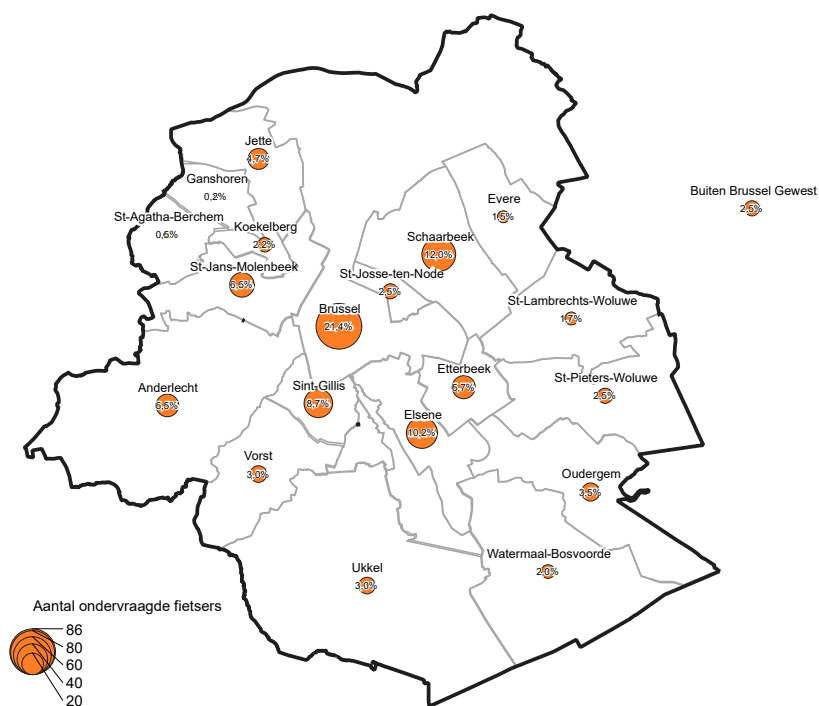 Jette
4,7%
Ganshoren
0,2%
Evere
1,5%
Buiten Brussel Gewest
2,5%
St-Agatha-Berchem
0,6%
Koekelberg
2,2%
Schaarbeek
12,0%
St-Jans-Molenbeek
6,5%
St-Josse-ten-Node
2,5%
St-Lambrechts-Woluwe
1,7%
Brussel
21,4%
Anderlecht
5,5%
Sint-Gillis
8,7%
Etterbeek
5,7%
St-Pieters-Woluwe
2,5%
Elsene
10,2%
Vorst
3,0%
Oudergem
3,5%
Ukkel
3,0%
Watermaal-Bosvoorde
2,0%
Aantal ondervraagde fietsers
86
80
60
40
20